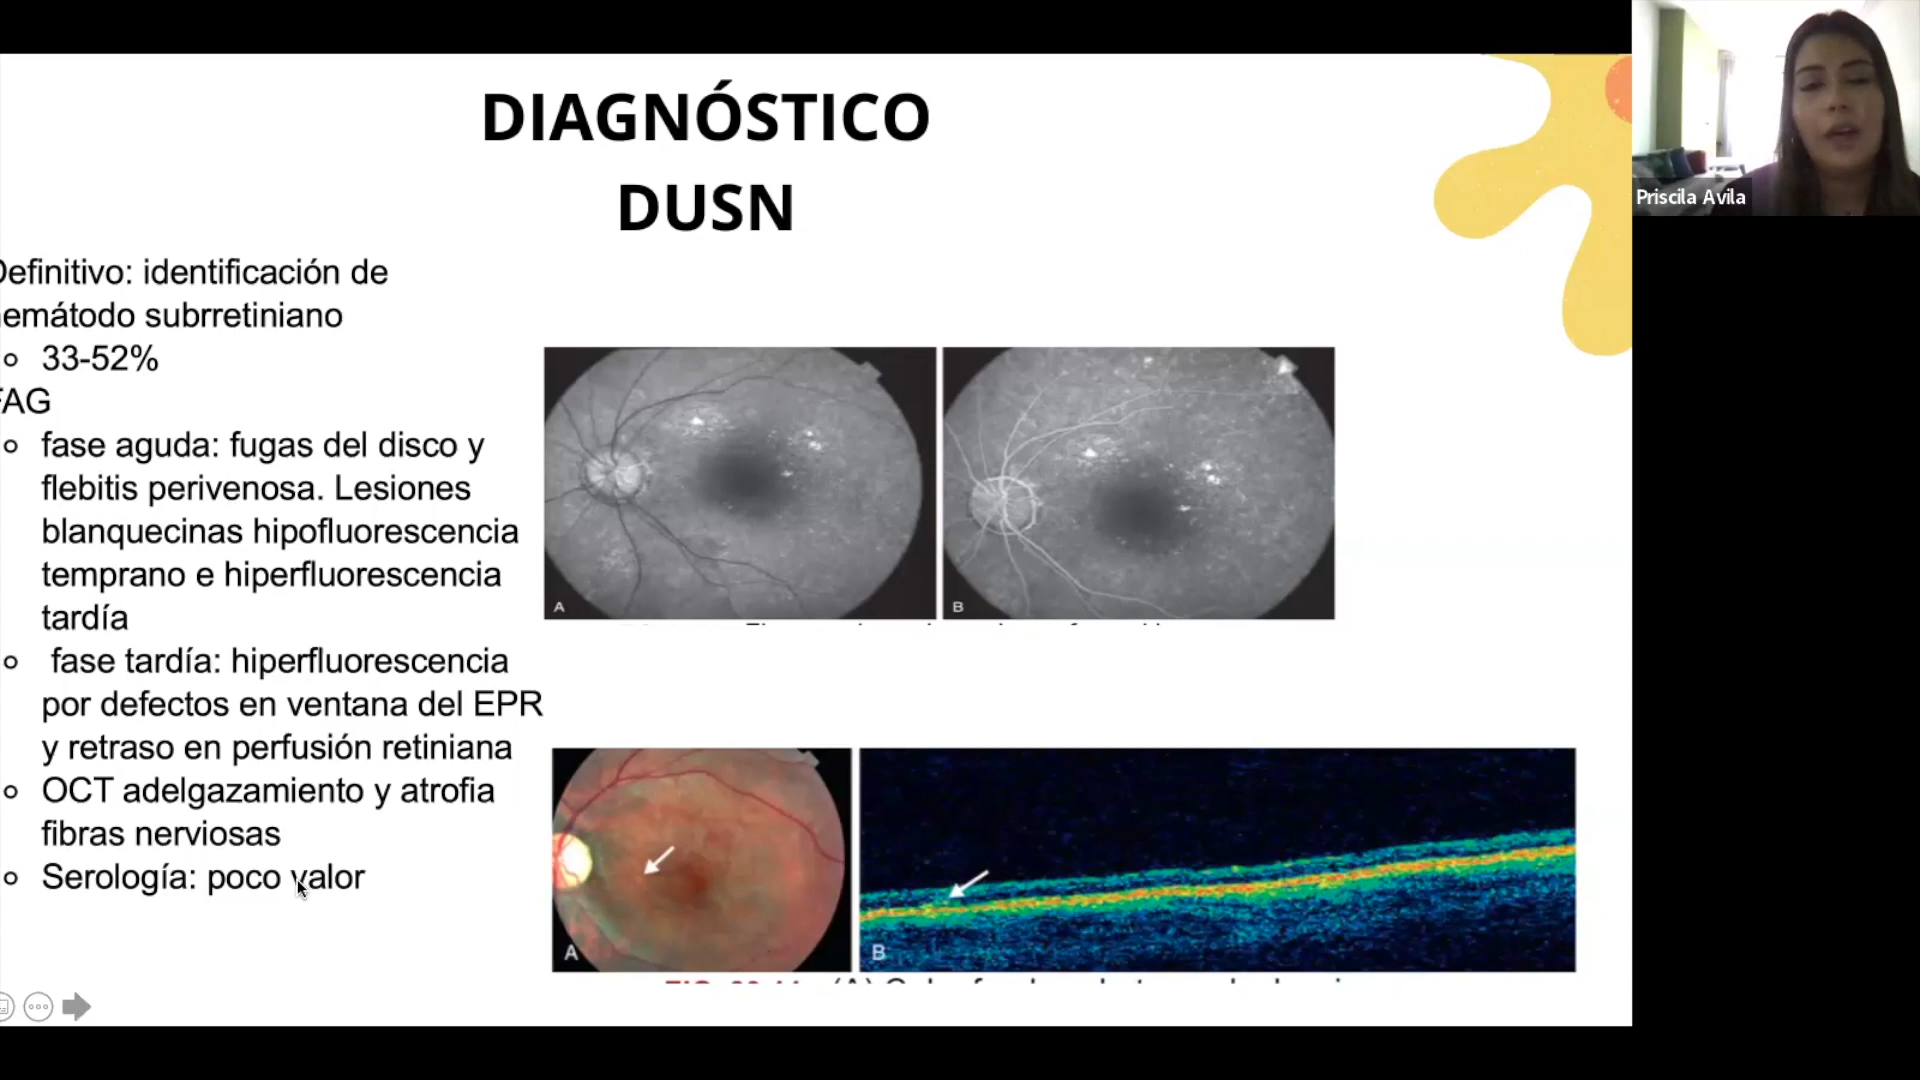 DIAGNÓSTICO
DUSN
Priscila Avila
Definitivo: identificación de
nemátodo subrretiniano
33-52%
FAG
fase aguda: fugas del disco y
flebitis perivenosa. Lesiones
blanquecinas hipofluorescencia
temprano e hiperfluorescencia
tardía
fase tardía: hiperfluorescencia
por defectos en ventana del EPR
y retraso en perfusión retiniana
OCT adelgazamiento y atrofia
fibras nerviosas
Serología: poco valor
A
B
A
B